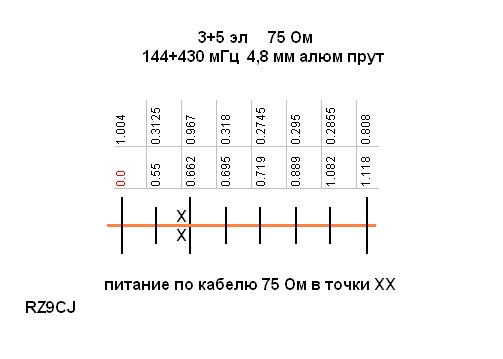 3+5 эл 75 Ом
144+430 мГц 4,8 мм алюм прут
1.004 0.3125 0.967 0.318 0.2745 0.295 0.2855 0.808
0.0 0.55 0.662 0.695 0.719 0.889 1.082 1.118
X
X
питание по кабелю 75 Ом в точки XX
RZ9CJ